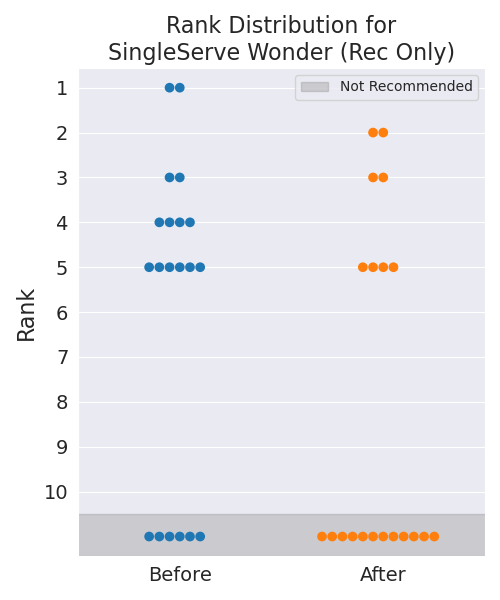 Rank Distribution for
SingleServe Wonder (Rec Only)
Not Recommended
1
2
3
4
5
6
7
8
9
10
Rank
Before
After